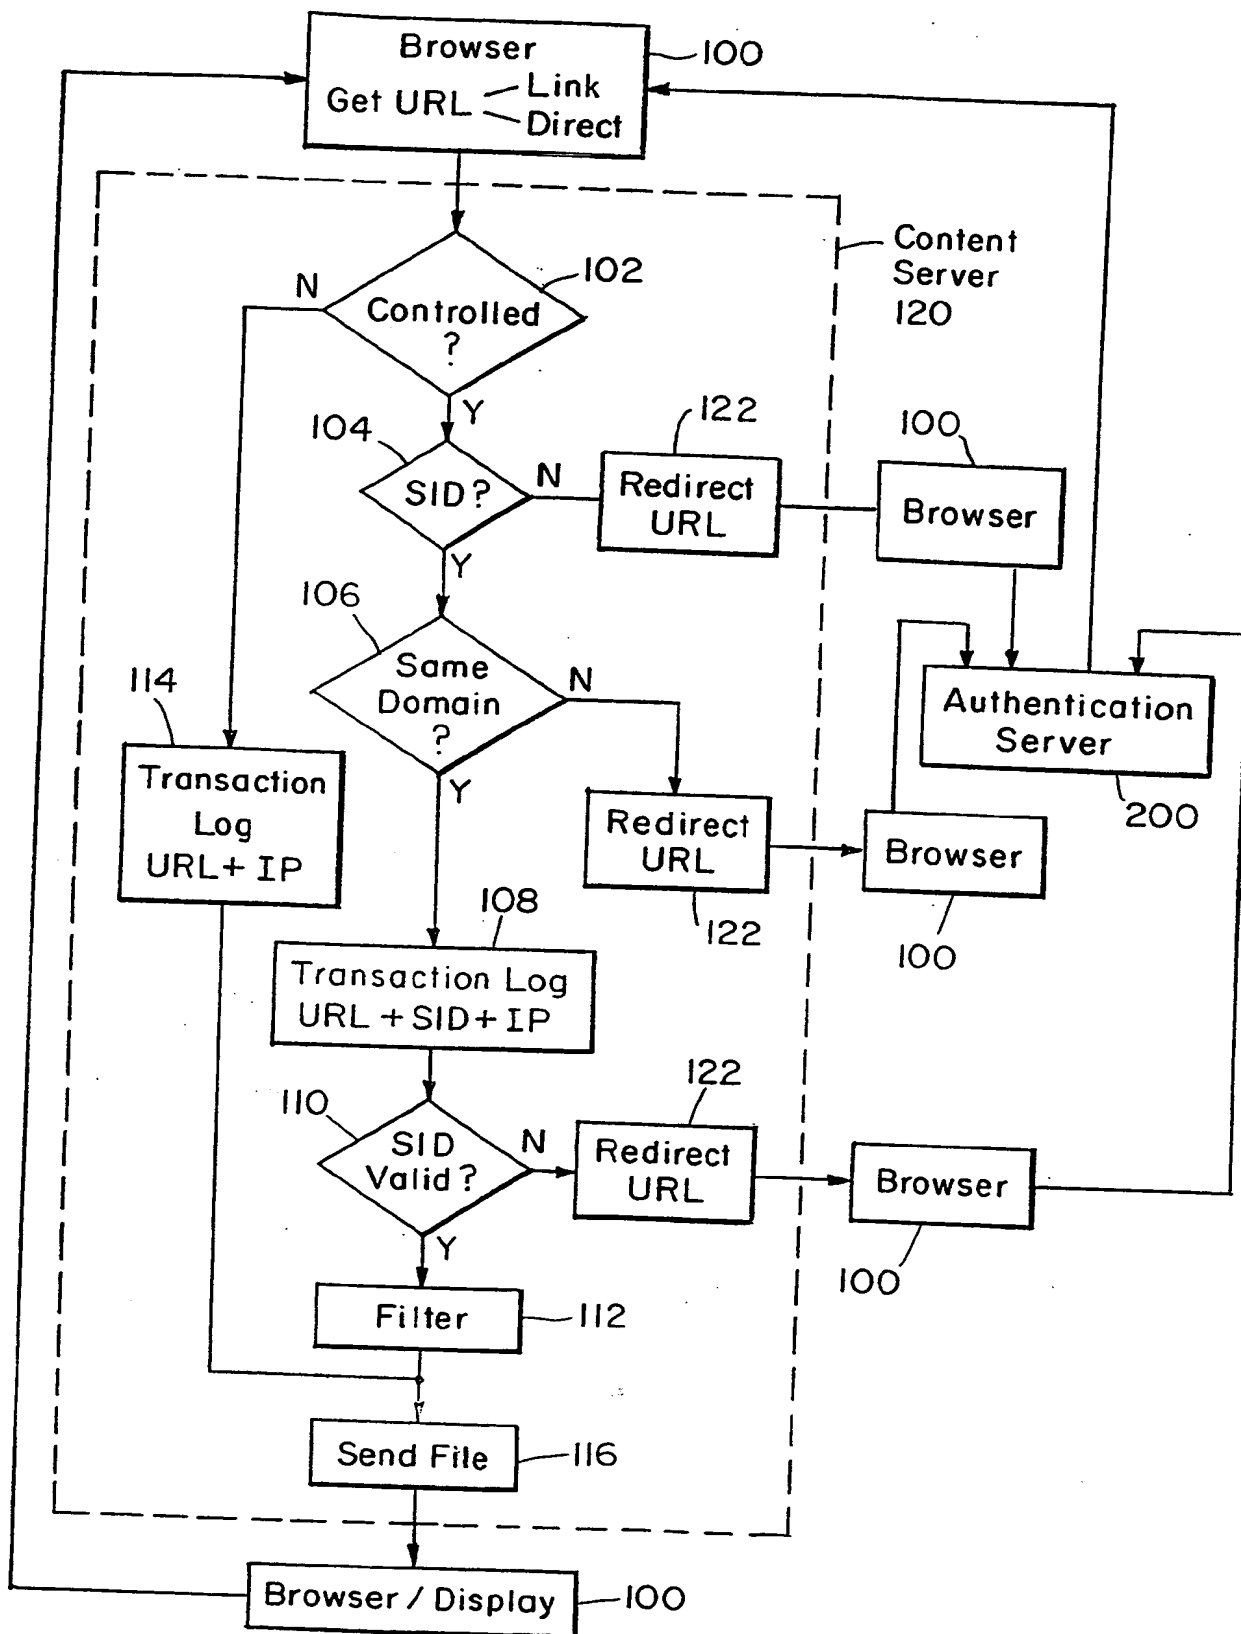 Browser
Get URL
Link
Direct
100
Content
Server
120
102
N
Controlled
?
Y
104
SID?
N
122
Redirect
URL
100
Browser
Y
106
Same
Domain
?
N
Y
Authentication
Server
200
114
Transaction
Log
URL+ IP
Redirect
URL
122
Browser
100
108
Transaction Log
URL+SID+IP
110
SID
Valid?
N
122
Redirect
URL
Browser
100
Y
Filter
112
Send File
116
Browser / Display
100